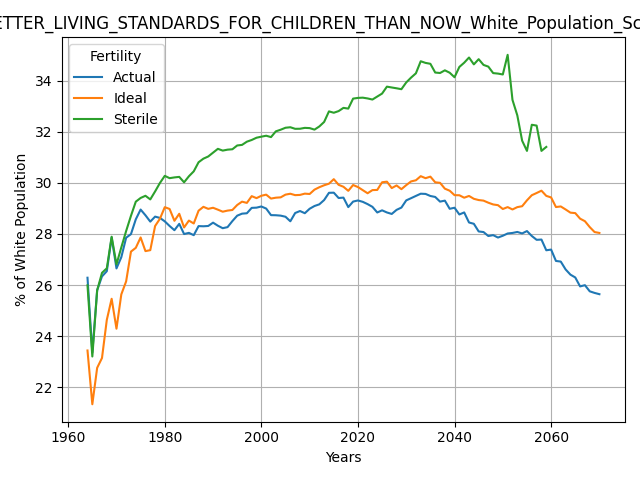 ETTER_LIVING_STANDARDS_FOR_CHILDREN_THAN_NOW_White_Population_Sc
Fertility
Actual
Ideal
Sterile
% of White Population
34
32
30
28
26
24
22
1960
1980
2000
2020
2040
2060
Years